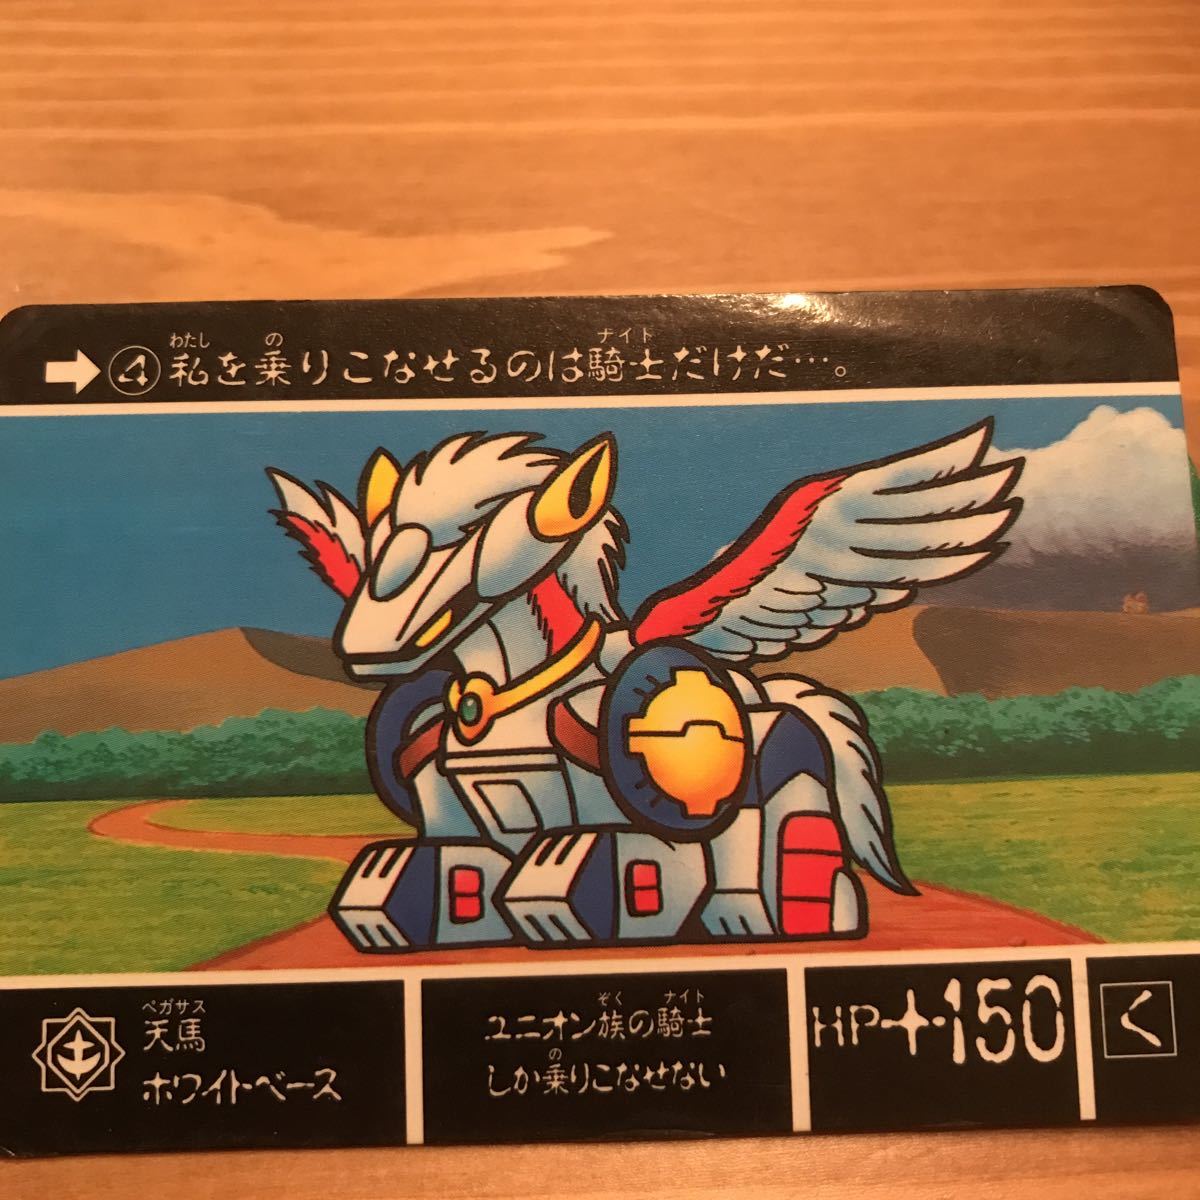 ➡④私を乗りこなせるのは騎士だけだ…。
わたし の ナイト
ペガサス
天馬
ホワイトベース
ぞく ナイト
ユニオン族の騎士
の
しか乗りこなせない
HP+150
く